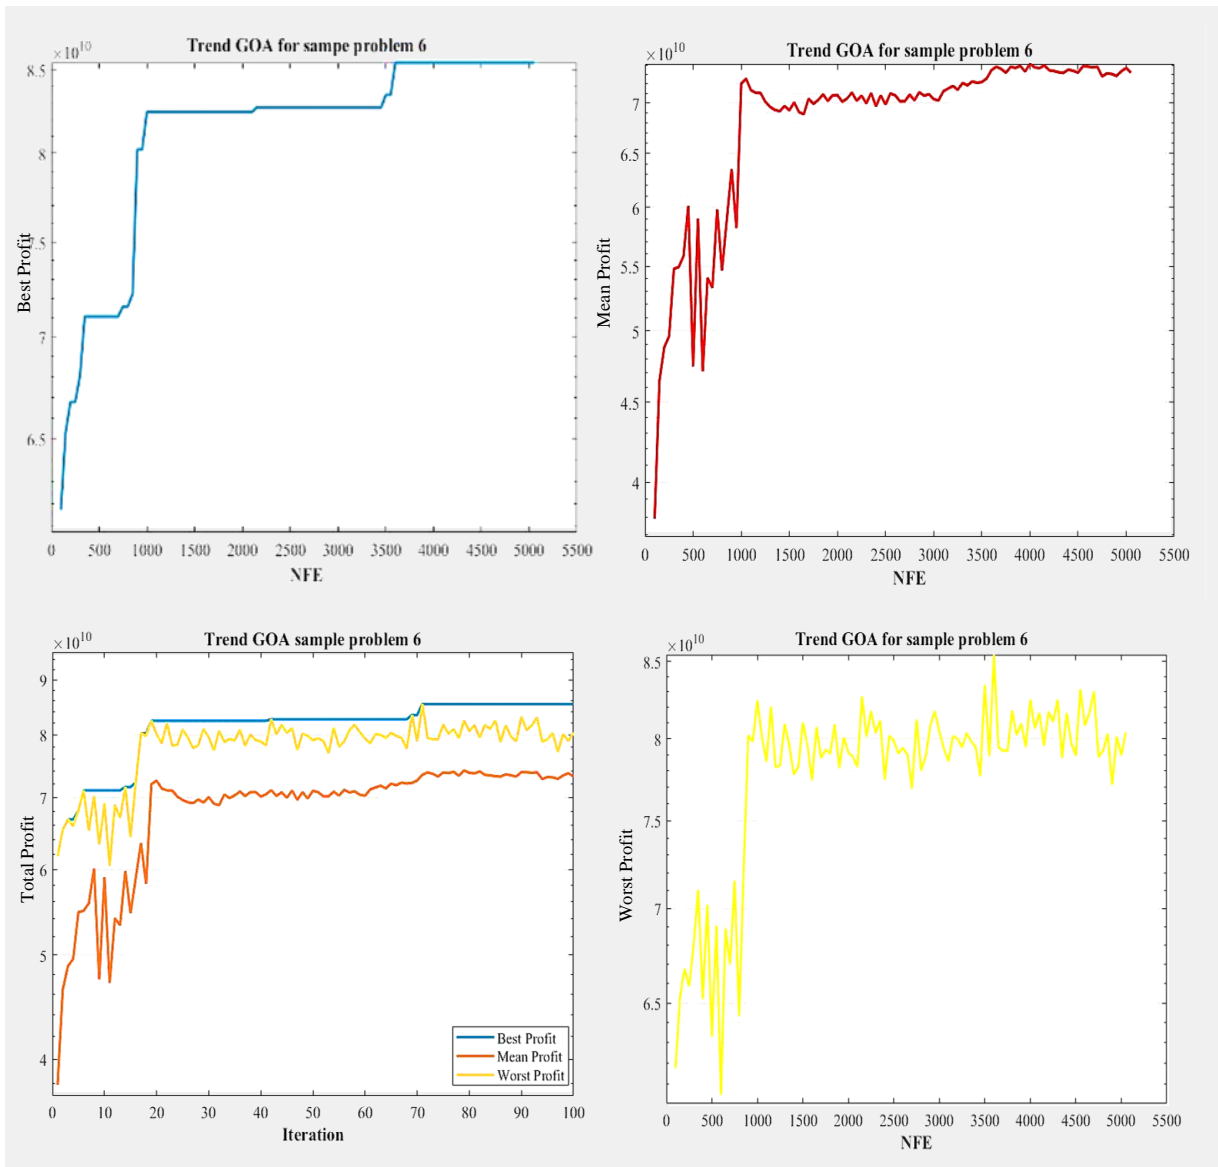 Trend GOA for sampe problem 6
×10^10
8.5
8
7.5
7
6.5
Best Profit
0 500 1000 1500 2000 2500 3000 3500 4000 4500 5000 5500
NFE
Trend GOA for sample problem 6
×10^10
7
6.5
6
5.5
5
4.5
4
Mean Profit
0 500 1000 1500 2000 2500 3000 3500 4000 4500 5000 5500
NFE
Trend GOA sample problem 6
×10^10
9
8
7
6
5
4
Total Profit
Best Profit
Mean Profit
Worst Profit
0 10 20 30 40 50 60 70 80 90 100
Iteration
Trend GOA for sample problem 6
×10^10
8.5
8
7.5
7
6.5
Worst Profit
0 500 1000 1500 2000 2500 3000 3500 4000 4500 5000 5500
NFE